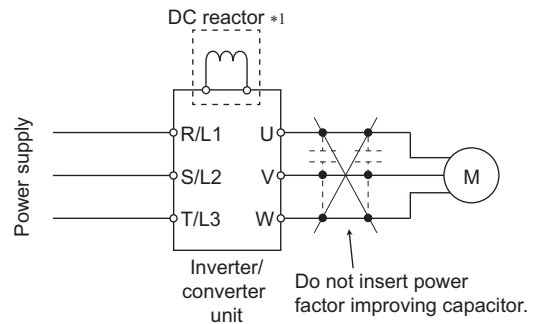 DC reactor *1
Power supply
R/L1
S/L2
T/L3
U
V
W
M
Inverter/
converter
unit
Do not insert power
factor improving capacitor.